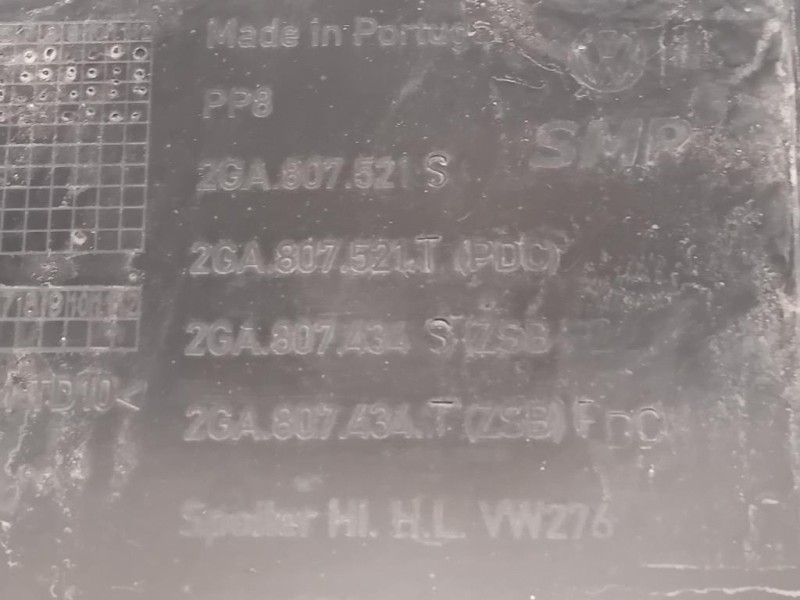 Made in Portugal
SMP
PP8
2GA.807.521 S
2GA.807.521.T (PDC)
2GA.807.434 S (ZSB
2GA.807.434.T (ZSB) PDC
TD10<
Spoiler HI. H.L. VW276